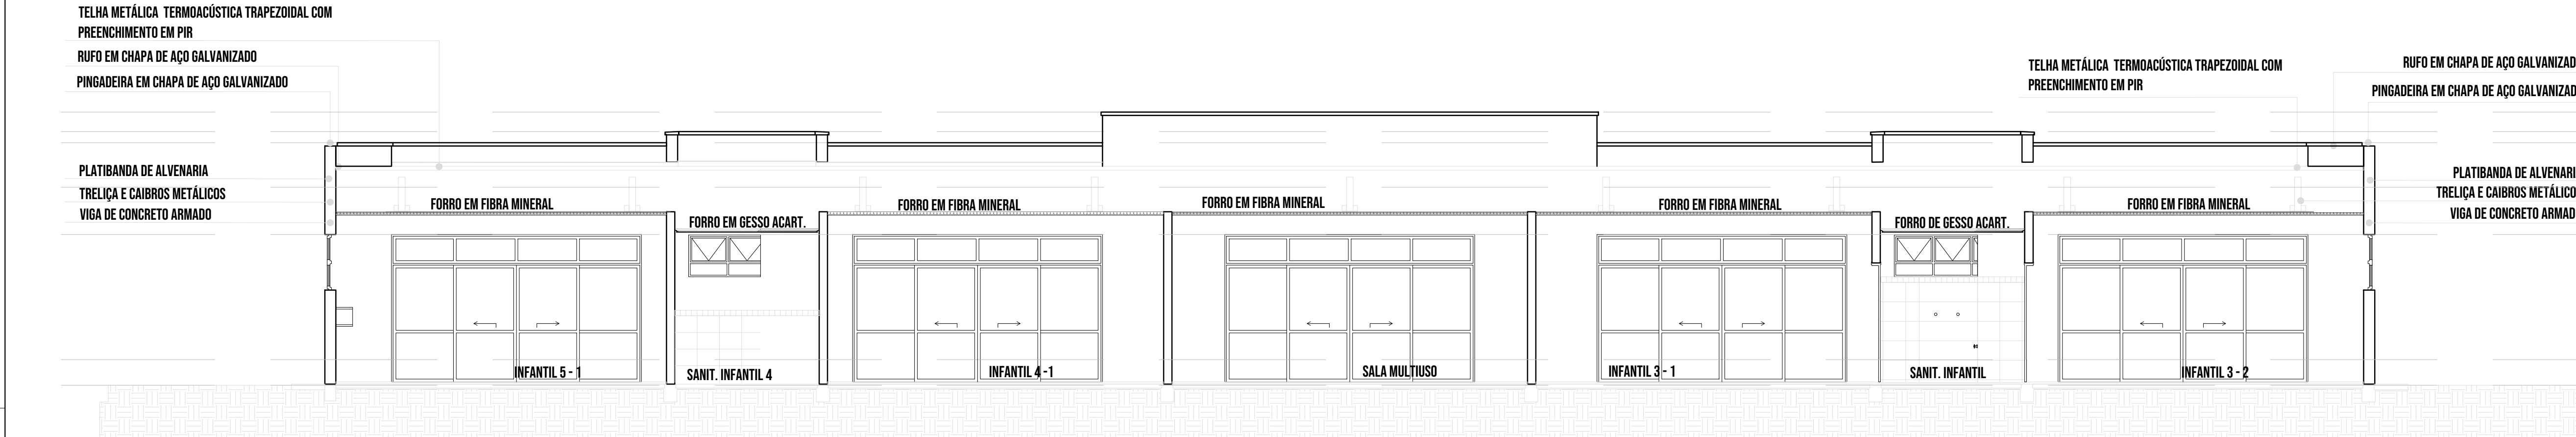 TELHA METÁLICA TERMOACÚSTICA TRAPEZOIDAL COM
PREENCHIMENTO EM PIR
RUFO EM CHAPA DE AÇO GALVANIZADO
PINGADEIRA EM CHAPA DE AÇO GALVANIZADO
TELHA METÁLICA TERMOACÚSTICA TRAPEZOIDAL COM
PREENCHIMENTO EM PIR
RUFO EM CHAPA DE AÇO GALVANIZAD
PINGADEIRA EM CHAPA DE AÇO GALVANIZAD
PLATIBANDA DE ALVENARIA
TRELIÇA E CAIBROS METÁLICOS
VIGA DE CONCRETO ARMADO
PLATIBANDA DE ALVENARI
TRELIÇA E CAIBROS METÁLICO
VIGA DE CONCRETO ARMAD
FORRO EM FIBRA MINERAL
FORRO EM GESSO ACART.
FORRO EM FIBRA MINERAL
FORRO EM FIBRA MINERAL
FORRO EM FIBRA MINERAL
FORRO DE GESSO ACART.
FORRO EM FIBRA MINERAL
INFANTIL 5 - 1
SANIT. INFANTIL 4
INFANTIL 4 -1
SALA MULTIUSO
INFANTIL 3 - 1
SANIT. INFANTIL
INFANTIL 3 - 2